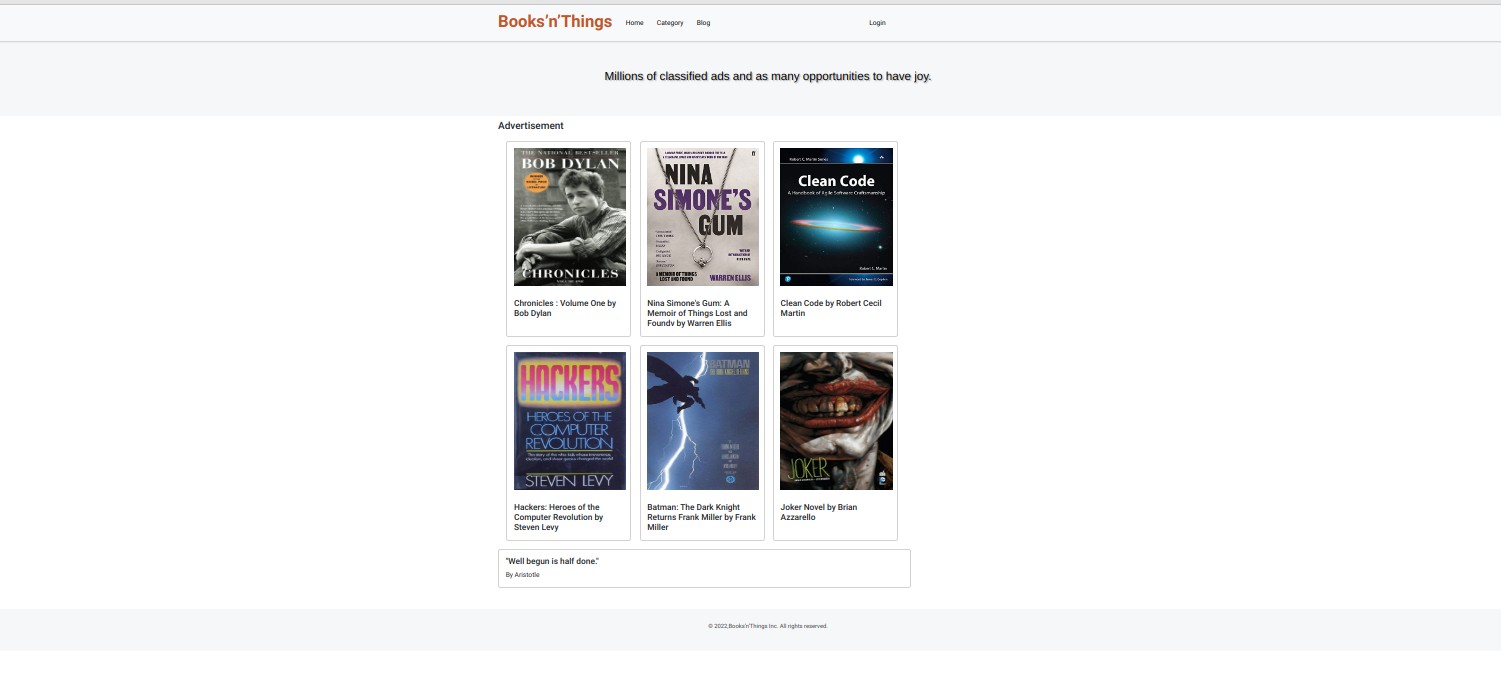 Books'n'Things Home Category Blog Login
Millions of classified ads and as many opportunities to have joy.
Advertisement
THE NATIONAL BESTSELLER
BOB DYLAN
CHRONICLES
NINA
SIMONE'S
GUM
A MEMOIR OF THINGS
LOST AND FOUND
WARREN ELLIS
Robert C. Martin Series
Clean Code
A Handbook of Agile Software Craftsmanship
Robert C. Martin
Chronicles : Volume One by
Bob Dylan
Nina Simone's Gum: A
Memoir of Things Lost and
Foundv by Warren Ellis
Clean Code by Robert Cecil
Martin
HACKERS
HEROES OF THE
COMPUTER
REVOLUTION
STEVEN LEVY
BATMAN
JOKER
Hackers: Heroes of the
Computer Revolution by
Steven Levy
Batman: The Dark Knight
Returns Frank Miller by Frank
Miller
Joker Novel by Brian
Azzarello
"Well begun is half done."
By Aristotle
© 2022,Books'n'Things Inc. All rights reserved.